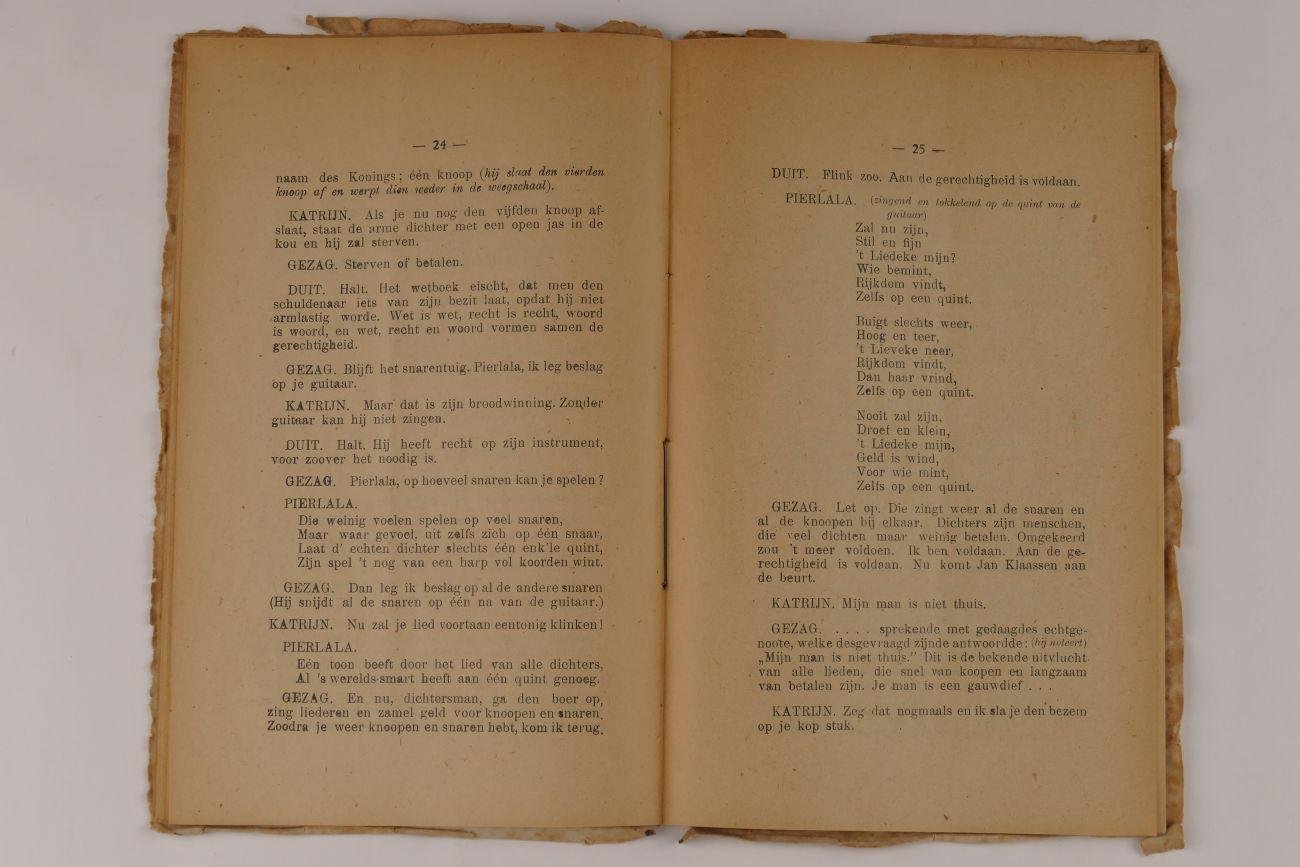 — 24 —
naam des Konings; één knoop (hij slaat den vierden
knoop af en werpt dien weder in de weegschaal).
KATRIJN. Als je nu nog den vijfden knoop af-
slaat, staat de arme dichter met een open jas in de
kou en hij zal sterven.
GEZAG. Sterven of betalen.
DUIT. Halt. Het wetboek eischt, dat men den
schuldenaar iets van zijn bezit laat, opdat hij niet
armlastig worde. Wet is wet, recht is recht, woord
is woord, en wet, recht en woord vormen samen de
gerechtigheid.
GEZAG. Blijft het snarentuig. Pierlala, ik leg beslag
op je guitaar.
KATRIJN. Maar dat is zijn broodwinning. Zonder
guitaar kan hij niet zingen.
DUIT. Halt. Hij heeft recht op zijn instrument,
voor zoover het noodig is.
GEZAG. Pierlala, op hoeveel snaren kan je spelen?
PIERLALA.
Die weinig voelen spelen op veel snaren,
Maar waar gevoel, uit zelfs zich op één snaar,
Laat d' echten dichter slechts één enk'le quint,
Zijn spel 't nog van een harp vol koorden wint.
GEZAG. Dan leg ik beslag op al de andere snaren
(Hij snijdt al de snaren op één na van de guitaar.)
KATRIJN. Nu zal je lied voortaan eentonig klinken!
PIERLALA.
Eén toon beeft door het lied van alle dichters,
Al 's werelds-smart heeft aan één quint genoeg.
GEZAG. En nu, dichtersman, ga den boer op,
zing liederen en zamel geld voor knoopen en snaren.
Zoodra je weer knoopen en snaren hebt, kom ik terug.
— 25 —
DUIT. Flink zoo. Aan de gerechtigheid is voldaan.
PIERLALA. (zingend en tokkelend op de quint van de
guitaar)
Zal nu zijn,
Stil en fijn
't Liedeke mijn?
Wie bemint,
Rijkdom vindt,
Zelfs op een quint.
Buigt slechts weer,
Hoog en teer,
't Lieveke neer,
Rijkdom vindt,
Dan haar vrind,
Zelfs op een quint.
Nooit zal zijn,
Droef en klein,
't Liedeke mijn,
Geld is wind,
Voor wie mint,
Zelfs op een quint.
GEZAG. Let op. Die zingt weer al de snaren en
al de knoopen bij elkaar. Dichters zijn menschen,
die veel dichten maar weinig betalen. Omgekeerd
zou 't meer voldoen. Ik ben voldaan. Aan de ge-
rechtigheid is voldaan. Nu komt Jan Klaassen aan
de beurt.
KATRIJN. Mijn man is niet thuis.
GEZAG. . . . . sprekende met gedaagdes echtge-
noote, welke desgevraagd zijnde antwoordde: (hij noteert)
„Mijn man is niet thuis.” Dit is de bekende uitvlucht
van alle lieden, die snel van koopen en langzaam
van betalen zijn. Je man is een gauwdief . . .
KATRIJN. Zeg dat nogmaals en ik sla je den bezem
op je kop stuk.